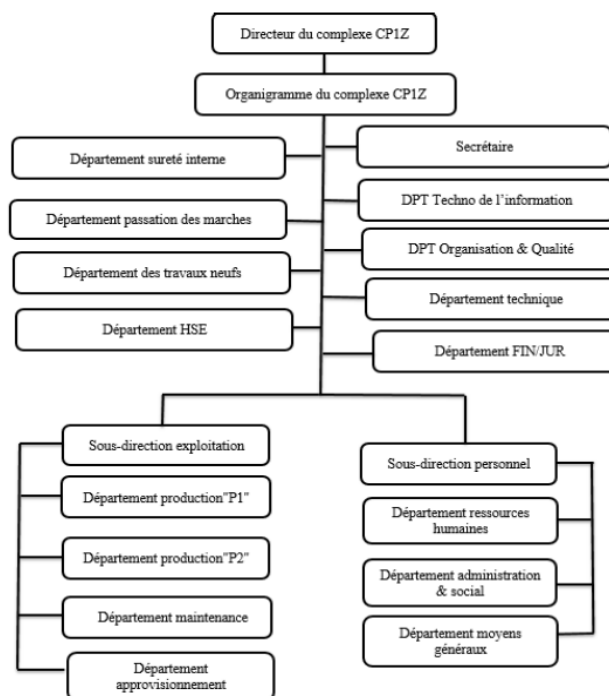 Directeur du complexe CP1Z
Organigramme du complexe CP1Z
Département sureté interne
Département passation des marches
Département des travaux neufs
Département HSE
Secrétaire
DPT Techno de l’information
DPT Organisation & Qualité
Département technique
Département FIN/JUR
Sous-direction exploitation
Département production"P1"
Département production"P2"
Département maintenance
Département
approvisionnement
Sous-direction personnel
Département ressources
humaines
Département administration
& social
Département moyens
généraux